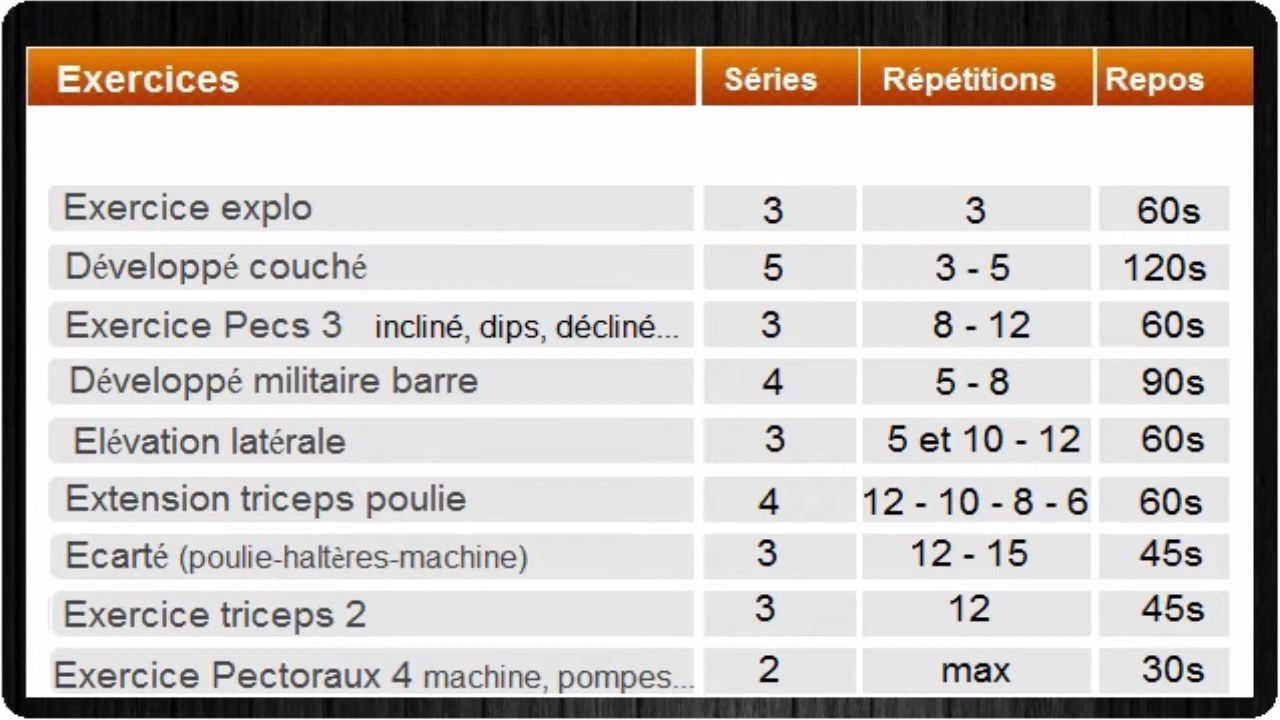 Exercices Séries Répétitions Repos
Exercice explo 3 3 60s
Développé couché 5 3 - 5 120s
Exercice Pecs 3 incliné, dips, décliné... 3 8 - 12 60s
Développé militaire barre 4 5 - 8 90s
Elévation latérale 3 5 et 10 - 12 60s
Extension triceps poulie 4 12 - 10 - 8 - 6 60s
Ecarté (poulie-haltères-machine) 3 12 - 15 45s
Exercice triceps 2 3 12 45s
Exercice Pectoraux 4 machine, pompes... 2 max 30s